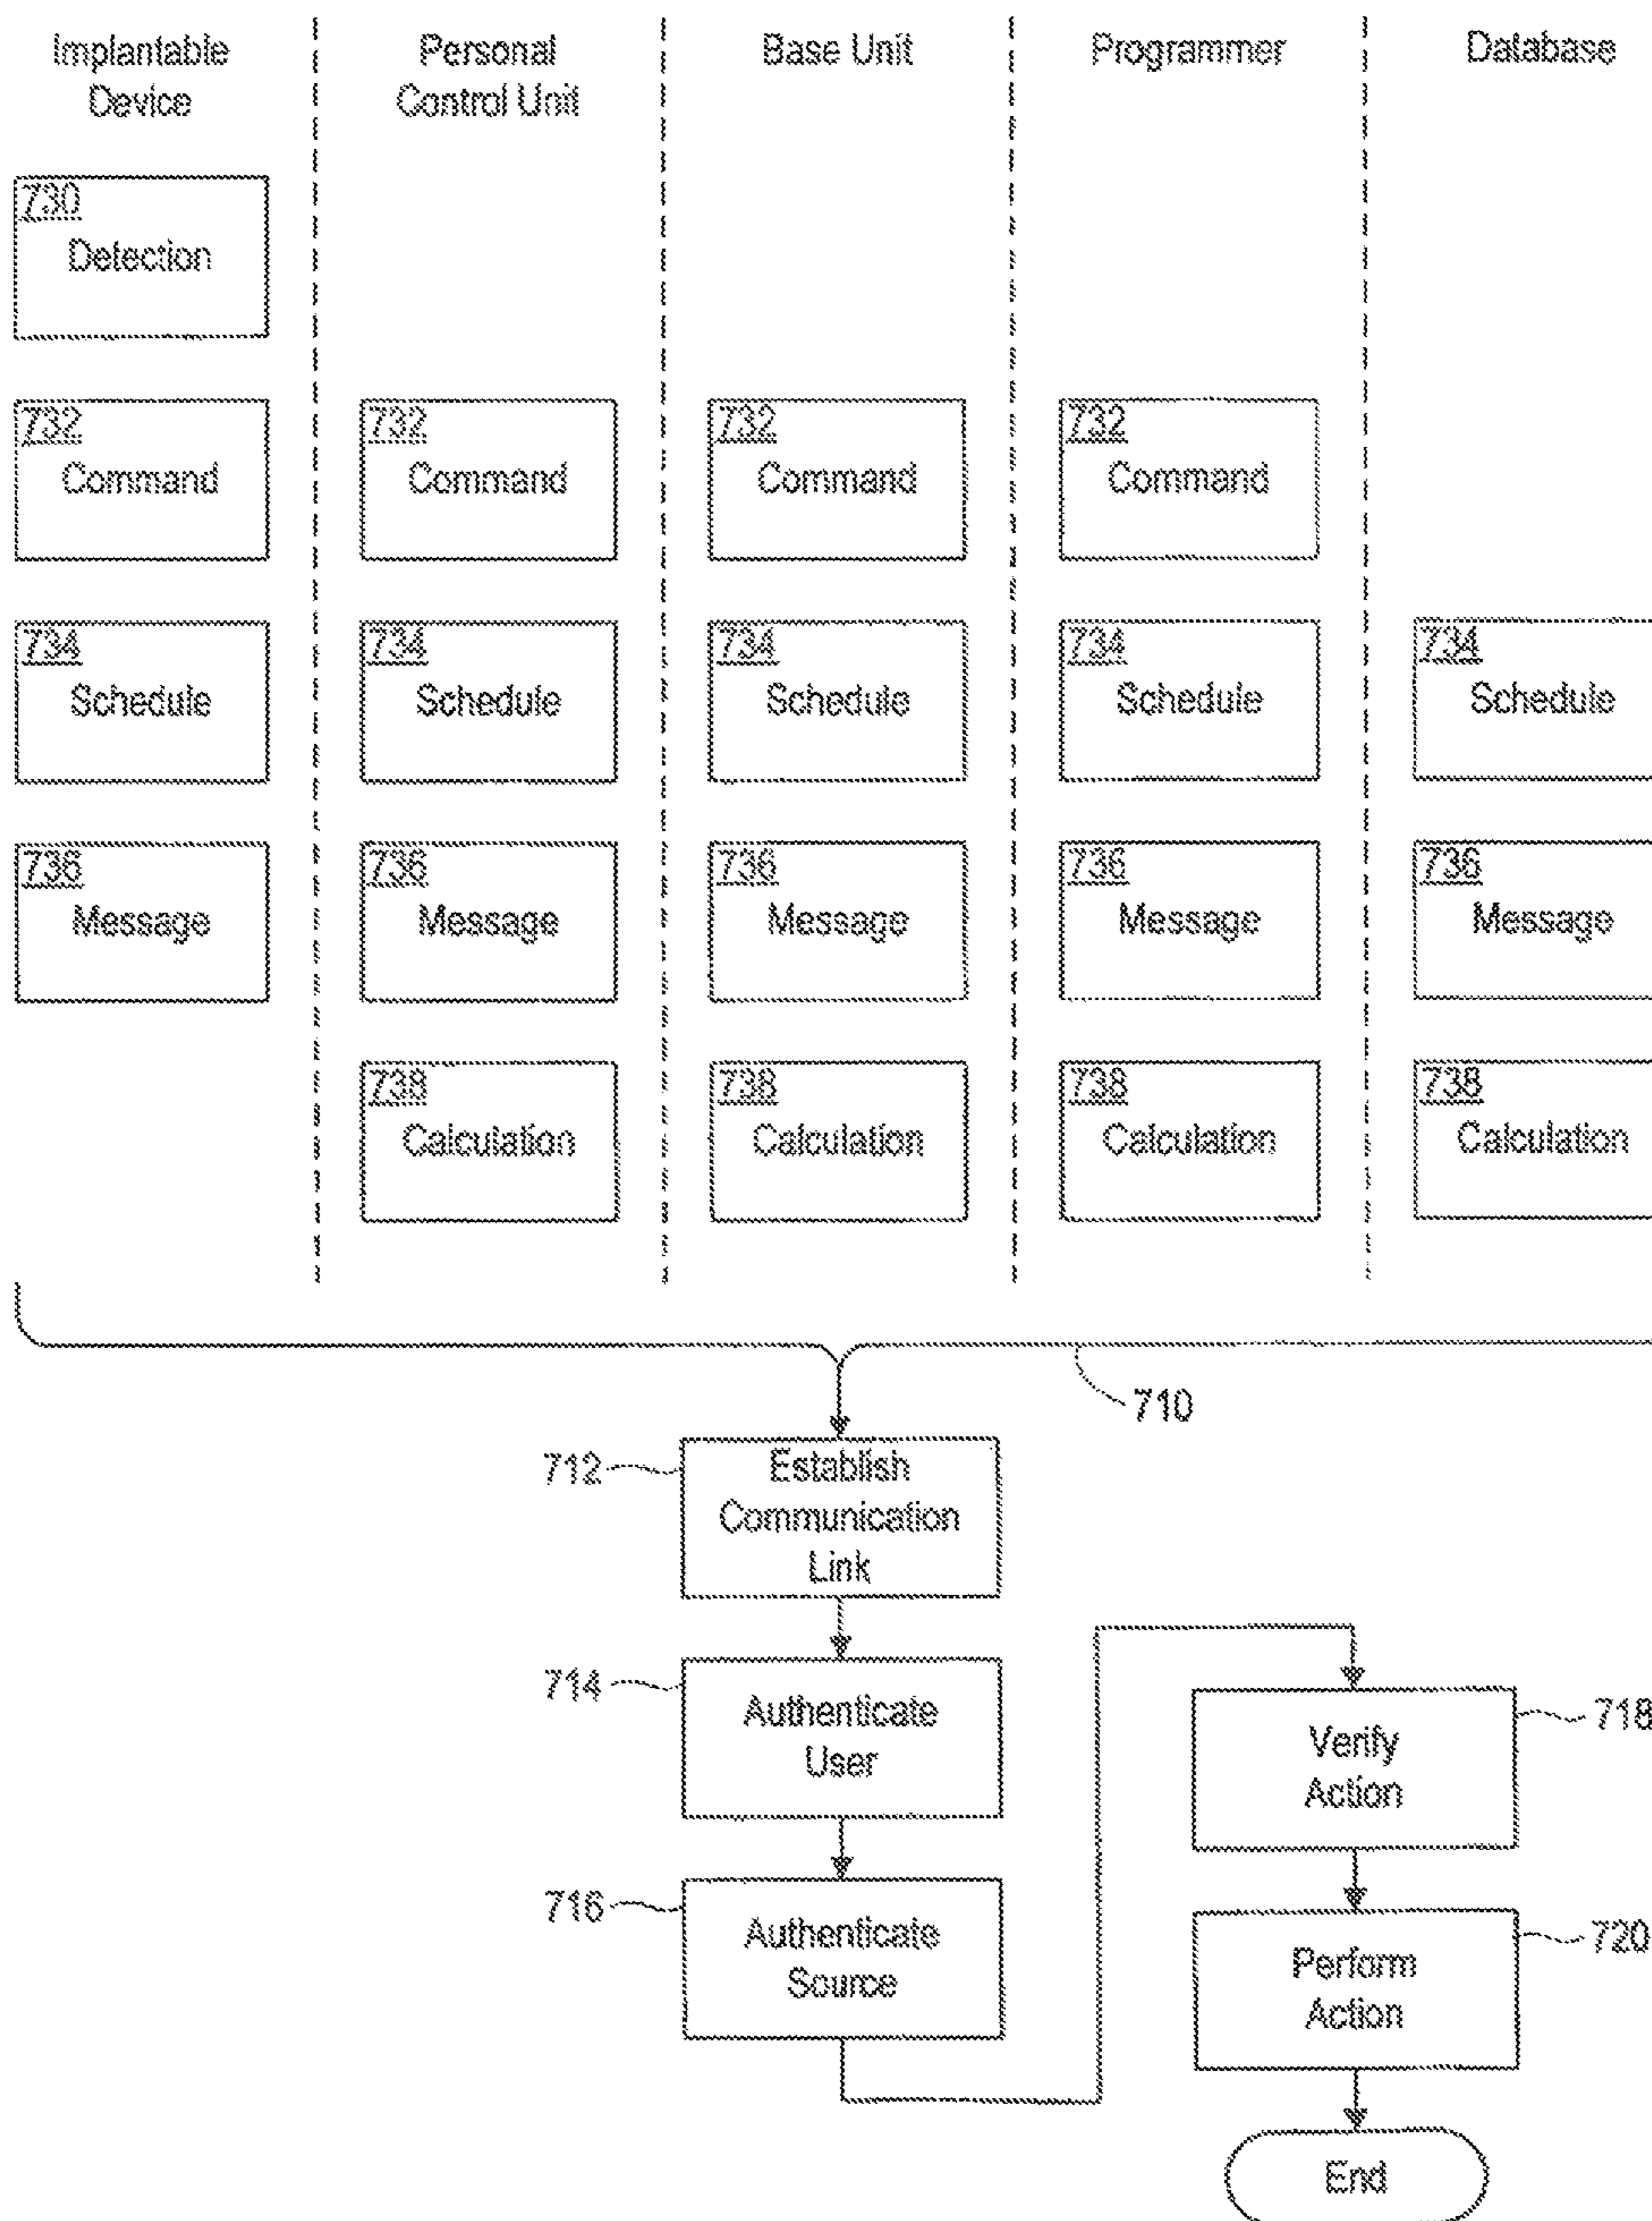 Implantable
Device
Personal
Control Unit
Base Unit
Programmer
Database
730
Detection
732
Command
732
Command
732
Command
732
Command
734
Schedule
734
Schedule
734
Schedule
734
Schedule
734
Schedule
736
Message
736
Message
736
Message
736
Message
736
Message
738
Calculation
738
Calculation
738
Calculation
738
Calculation
710
712
Establish
Communication
Link
714
Authenticate
User
716
Authenticate
Source
718
Verify
Action
720
Perform
Action
End